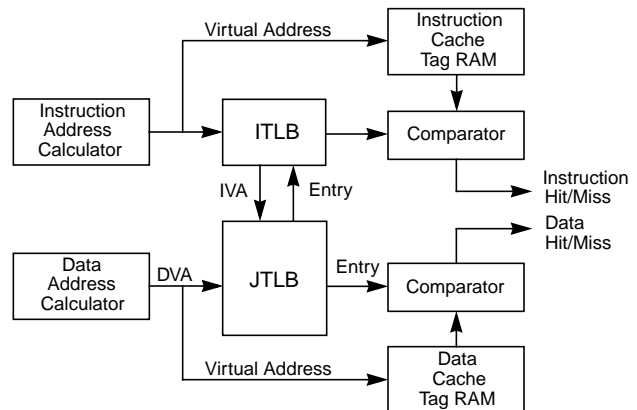 Virtual Address
Instruction
Cache
Tag RAM
Instruction
Address
Calculator
ITLB
Comparator
IVA
Entry
Instruction
Hit/Miss
Data
Hit/Miss
Data
Address
Calculator
DVA
JTLB
Entry
Comparator
Virtual Address
Data
Cache
Tag RAM